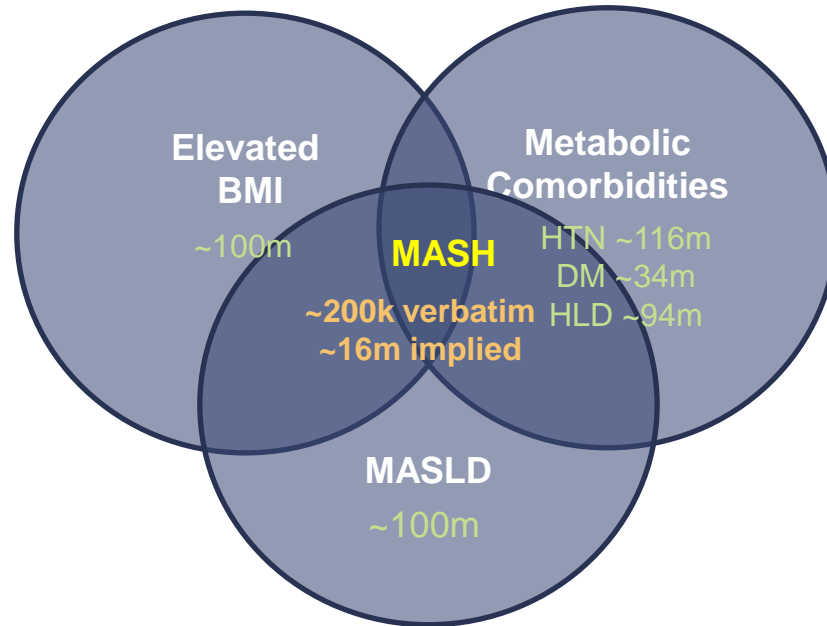 Elevated
BMI
~100m
Metabolic
Comorbidities
HTN ~116m
DM ~34m
HLD ~94m
MASH
~200k verbatim
~16m implied
MASLD
~100m